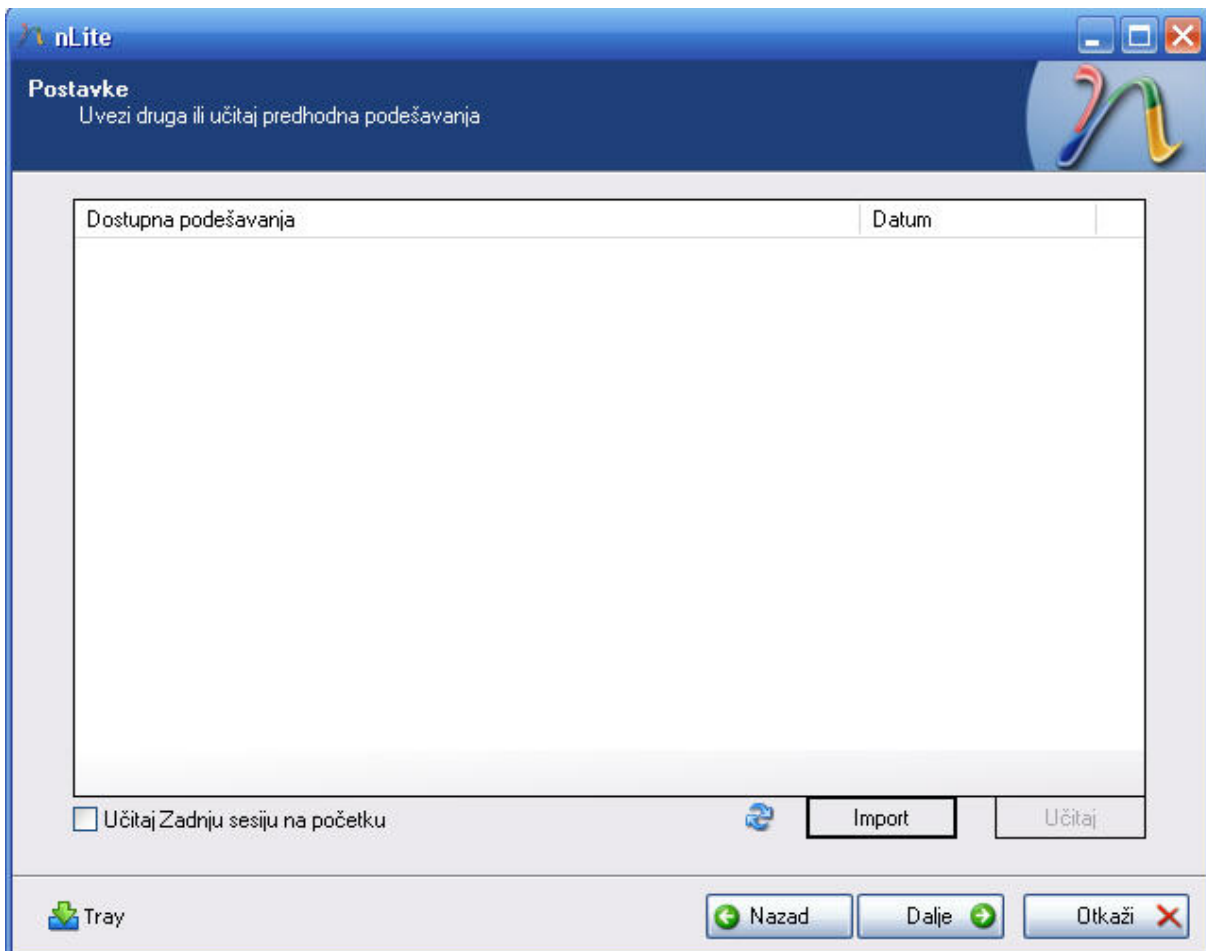 nLite
Postavke
Uvezi druga ili učitaj predhodna podešavanja
Dostupna podešavanja Datum
Učitaj Zadnju sesiju na početku Import Učitaj
Tray Nazad Dalje Otkaži